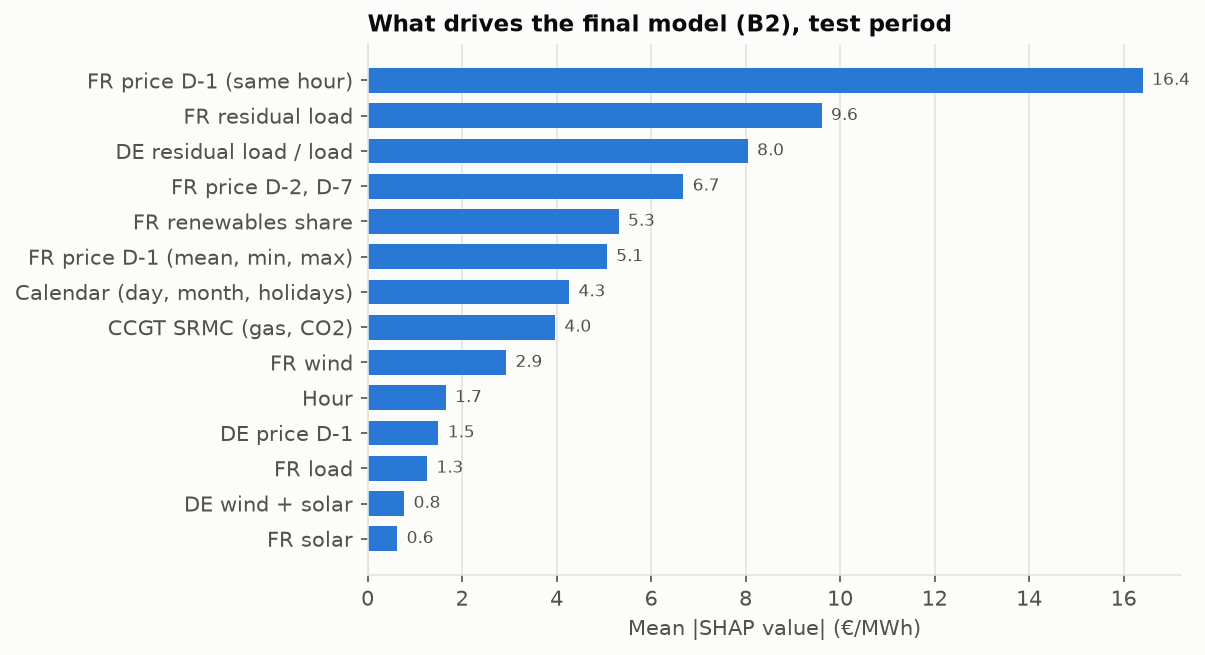 What drives the final model (B2), test period
FR price D-1 (same hour) 16.4
FR residual load 9.6
DE residual load / load 8.0
FR price D-2, D-7 6.7
FR renewables share 5.3
FR price D-1 (mean, min, max) 5.1
Calendar (day, month, holidays) 4.3
CCGT SRMC (gas, CO2) 4.0
FR wind 2.9
Hour 1.7
DE price D-1 1.5
FR load 1.3
DE wind + solar 0.8
FR solar 0.6
0 2 4 6 8 10 12 14 16
Mean |SHAP value| (€/MWh)